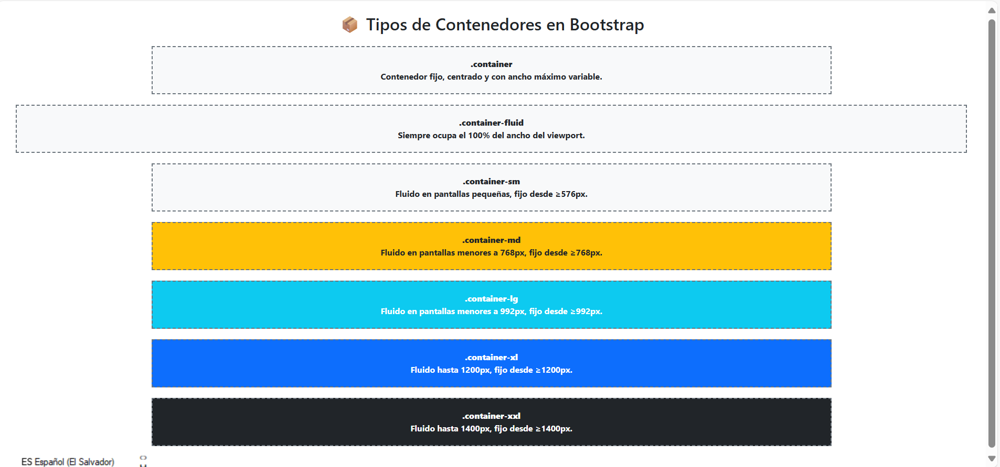 Tipos de Contenedores en Bootstrap
.container
Contenedor fijo, centrado y con ancho máximo variable.
.container-fluid
Siempre ocupa el 100% del ancho del viewport.
.container-sm
Fluido en pantallas pequeñas, fijo desde ≥576px.
.container-md
Fluido en pantallas menores a 768px, fijo desde ≥768px.
.container-lg
Fluido en pantallas menores a 992px, fijo desde ≥992px.
.container-xl
Fluido hasta 1200px, fijo desde ≥1200px.
.container-xxl
Fluido hasta 1400px, fijo desde ≥1400px.
ES Español (El Salvador)